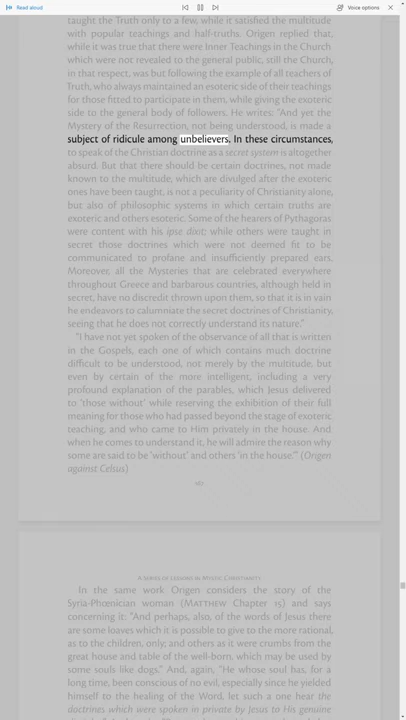 Read aloud
Voice options
taught the Truth only to a few, while it satisfied the multitude
with popular teachings and half-truths. Origen replied that,
while it was true that there were Inner Teachings in the Church
which were not revealed to the general public, still the Church,
in that respect, was but following the example of all teachers of
Truth, who always maintained an esoteric side of their teachings
for those fitted to participate in them, while giving the exoteric
side to the general body of followers. He writes: "And yet the
Mystery of the Resurrection, not being understood, is made a
subject of ridicule among unbelievers. In these circumstances,
to speak of the Christian doctrine as a secret system is altogether
absurd. But that there should be certain doctrines, not made
known to the multitude, which are divulged after the exoteric
ones have been taught, is not a peculiarity of Christianity alone,
but also of philosophic systems in which certain truths are
exoteric and others esoteric. Some of the hearers of Pythagoras
were content with his ipse dixit; while others were taught in
secret those doctrines which were not deemed fit to be
communicated to profane and insufficiently prepared ears.
Moreover, all the Mysteries that are celebrated everywhere
throughout Greece and barbarous countries, although held in
secret, have no discredit thrown upon them, so that it is in vain
he endeavors to calumniate the secret doctrines of Christianity,
seeing that he does not correctly understand its nature."
"I have not yet spoken of the observance of all that is written
in the Gospels, each one of which contains much doctrine
difficult to be understood, not merely by the multitude, but
even by certain of the more intelligent, including a very
profound explanation of the parables, which Jesus delivered
to 'those without' while reserving the exhibition of their full
meaning for those who had passed beyond the stage of exoteric
teaching, and who came to Him privately in the house. And
when he comes to understand it, he will admire the reason why
some are said to be 'without' and others 'in the house.'" (Origen
against Celsus)
A Series of Lessons in Mystic Christianity
In the same work Origen considers the story of the
Syria-Phœnician woman (Matthew Chapter 15) and says
concerning it: "And perhaps, also, of the words of Jesus there
are some loaves which it is possible to give to the more rational,
as to the children, only; and others as it were crumbs from the
great house and table of the well-born, which may be used by
some souls like dogs." And, again, "He whose soul has, for a
long time, been conscious of no evil, especially since he yielded
himself to the healing of the Word, let such a one hear the
doctrines which were spoken in private by Jesus to His genuine